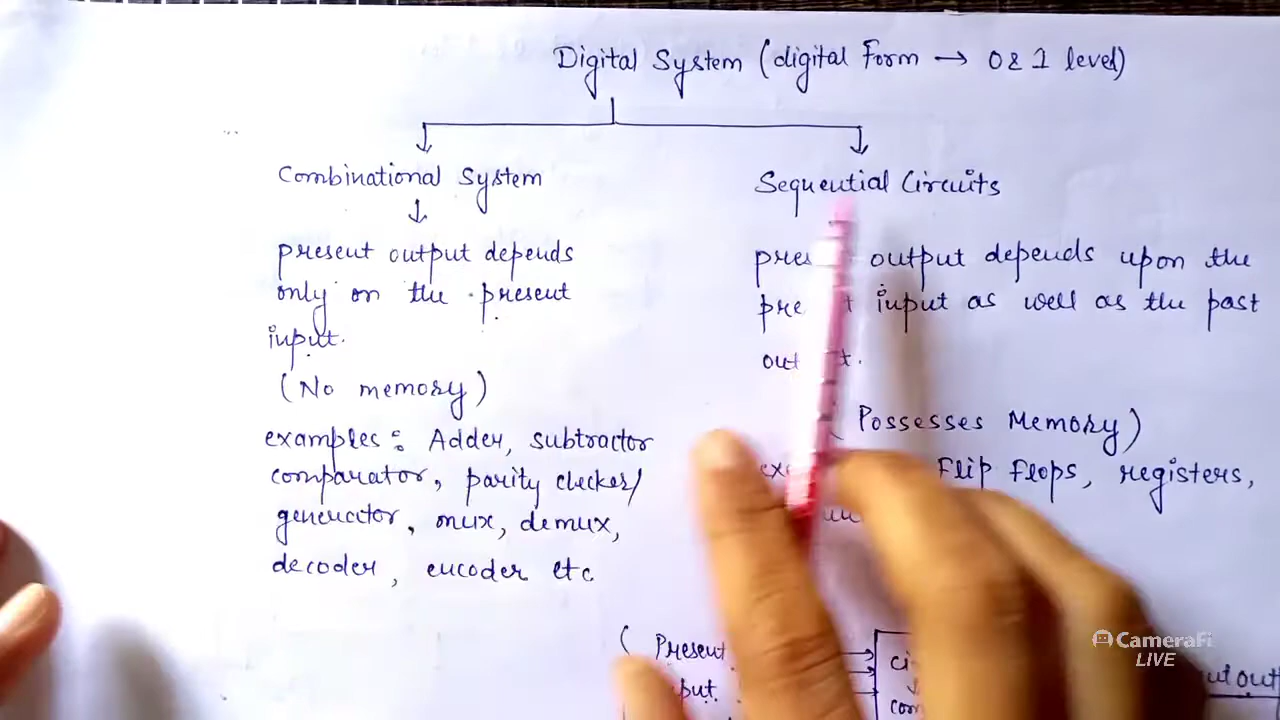 Digital System (digital Form → 0 & 1 level)
Combinational System
present output depends
only on the present
input.
(No memory)
examples: Adder, subtractor
comparator, parity checker/
generator, mux, demux,
decoder, encoder etc
Sequential Circuits
output depends upon the
input as well as the past
Possesses Memory)
Flip flops, registers,
(Present
CameraFi
LIVE